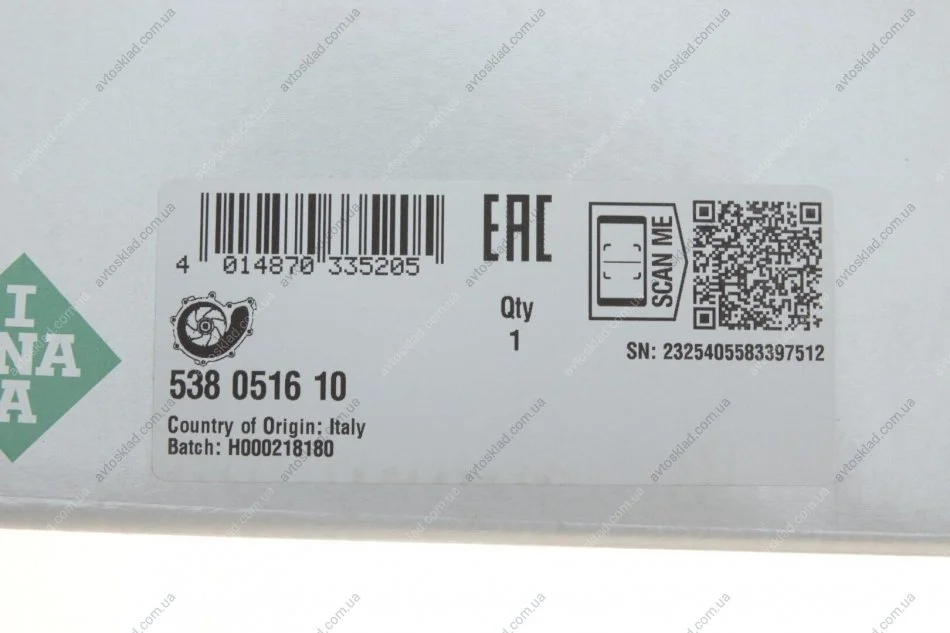 4 014870 335205
EAC
SCAN ME
Qty
1
SN: 2325405583397512
538 0516 10
Country of Origin: Italy
Batch: H000218180
I
NA
A
avtosklad.com.ua